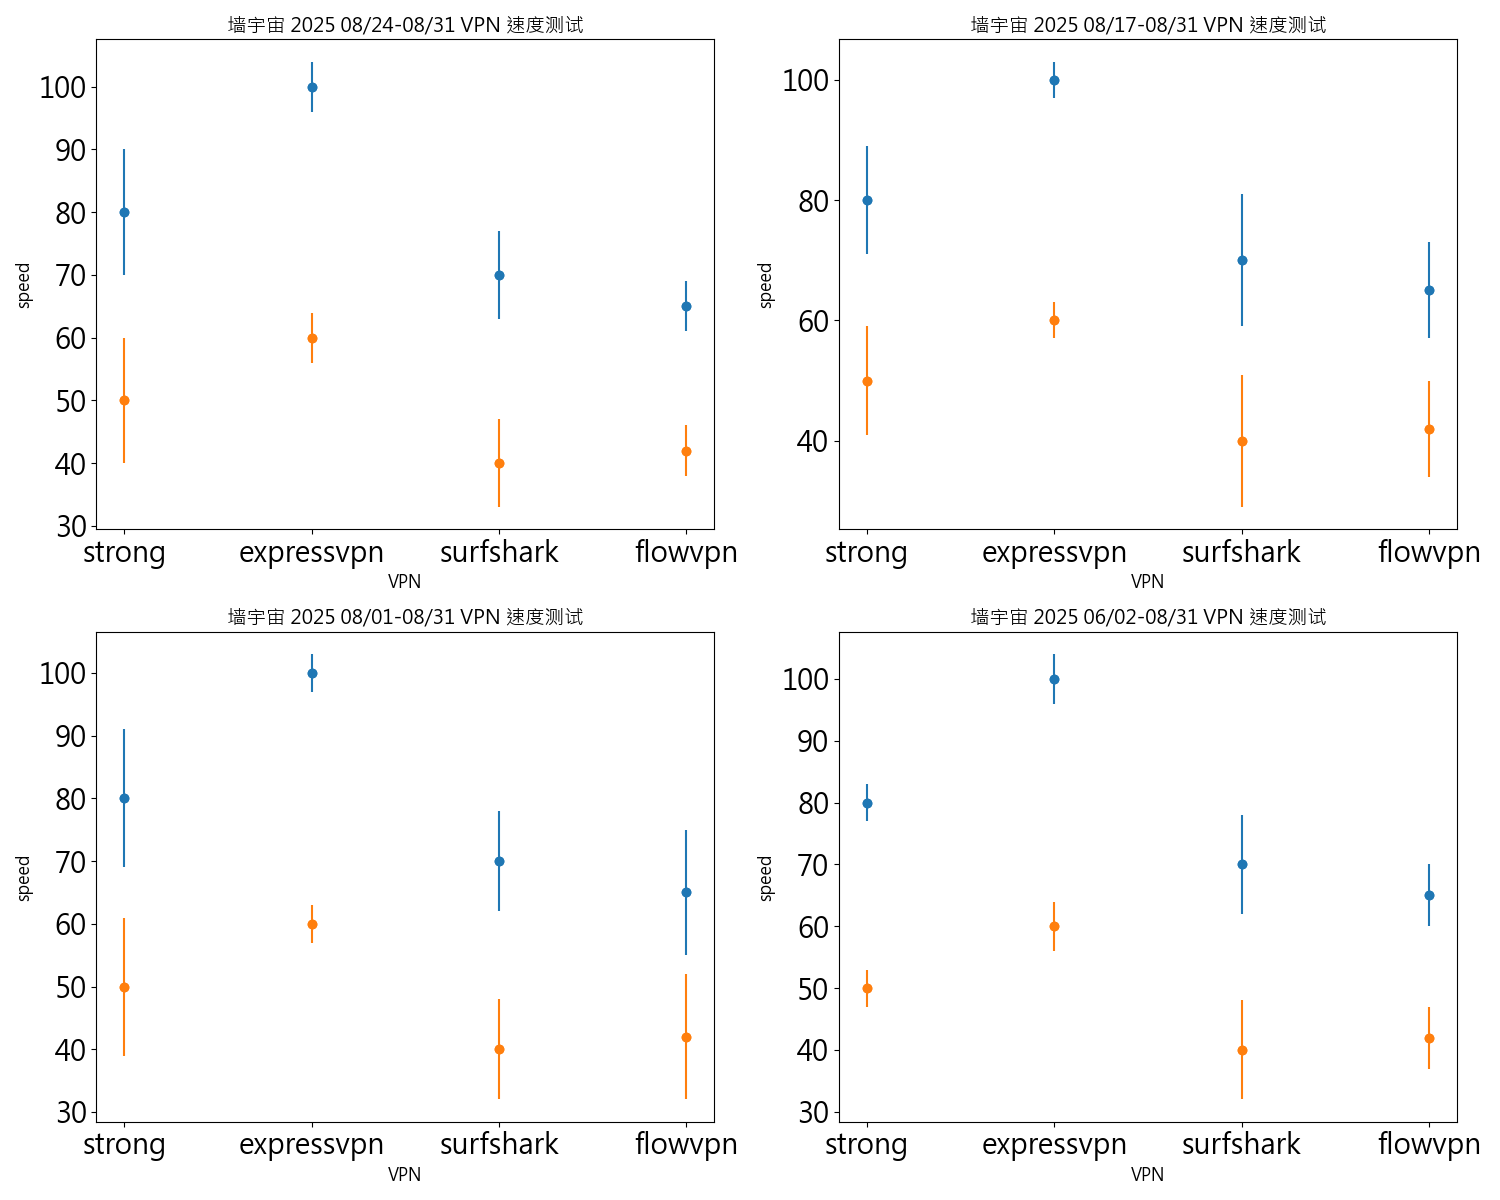 墙宇宙 2025 08/24-08/31 VPN 速度测试
100
90
80
70
60
50
40
30
speed
strong expressvpn surfshark flowvpn
VPN
墙宇宙 2025 08/17-08/31 VPN 速度测试
100
80
60
40
speed
strong expressvpn surfshark flowvpn
VPN
墙宇宙 2025 08/01-08/31 VPN 速度测试
100
90
80
70
60
50
40
30
speed
strong expressvpn surfshark flowvpn
VPN
墙宇宙 2025 06/02-08/31 VPN 速度测试
100
90
80
70
60
50
40
30
speed
strong expressvpn surfshark flowvpn
VPN